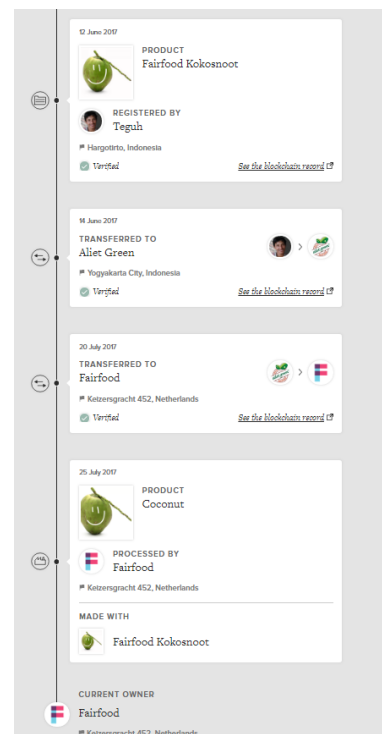 12 June 2017
PRODUCT
Fairfood Kokosnoot
REGISTERED BY
Teguh
Hargotirto, Indonesia
Verified
See the blockchain record
14 June 2017
TRANSFERRED TO
Aliet Green
Yogyakarta City, Indonesia
Verified
See the blockchain record
20 July 2017
TRANSFERRED TO
Fairfood
Keizersgracht 452, Netherlands
Verified
See the blockchain record
25 July 2017
PRODUCT
Coconut
PROCESSED BY
Fairfood
Keizersgracht 452, Netherlands
MADE WITH
Fairfood Kokosnoot
CURRENT OWNER
Fairfood
Keizersgracht 452, Netherlands